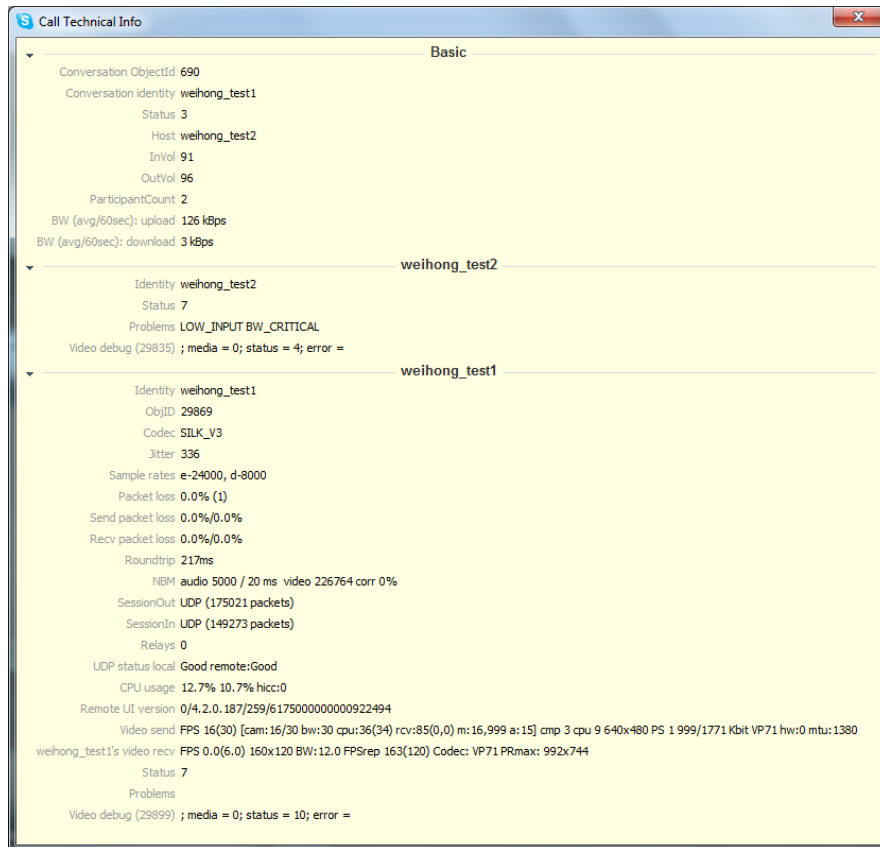 Call Technical Info
Basic
Conversation ObjectId 690
Conversation identity weihong_test1
Status 3
Host weihong_test2
InVol 91
OutVol 96
ParticipantCount 2
BW (avg/60sec): upload 126 kBps
BW (avg/60sec): download 3 kBps
weihong_test2
Identity weihong_test2
Status 7
Problems LOW_INPUT BW_CRITICAL
Video debug (29835) ; media = 0; status = 4; error =
weihong_test1
Identity weihong_test1
ObjID 29869
Codec SILK_V3
Jitter 336
Sample rates e-24000, d-8000
Packet loss 0.0% (1)
Send packet loss 0.0%/0.0%
Recv packet loss 0.0%/0.0%
Roundtrip 217ms
NBM audio 5000 / 20 ms video 226764 corr 0%
SessionOut UDP (175021 packets)
SessionIn UDP (149273 packets)
Relays 0
UDP status local Good remote:Good
CPU usage 12.7% 10.7% hicc:0
Remote UI version 0/4.2.0.187/259/6175000000000922494
Video send FPS 16(30) [cam:16/30 bw:30 cpu:36(34) rcv:85(0,0) m:16,999 a:15] cmp 3 cpu 9 640x480 PS 1 999/1771 Kbit VP71 hw:0 mtu:1380
weihong_test1's video recv FPS 0.0(6.0) 160x120 BW:12.0 FPSrep 163(120) Codec: VP71 PRmax: 992x744
Status 7
Problems
Video debug (29899) ; media = 0; status = 10; error =